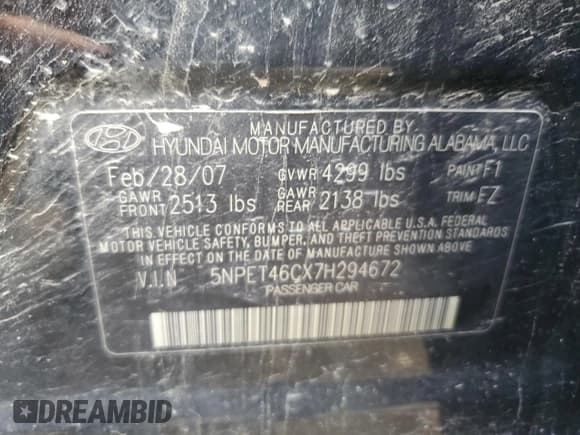 MANUFACTURED BY
HYUNDAI MOTOR MANUFACTURING ALABAMA, LLC
Feb/28/07 GVWR 4299 lbs PAINT F1
GAWR FRONT 2513 lbs GAWR REAR 2138 lbs TRIM FZ
THIS VEHICLE CONFORMS TO ALL APPLICABLE U.S.A. FEDERAL
MOTOR VEHICLE SAFETY, BUMPER, AND THEFT PREVENTION STANDARDS
IN EFFECT ON THE DATE OF MANUFACTURE SHOWN ABOVE.
V.I.N 5NPET46CX7H294672
PASSENGER CAR
DREAMBID